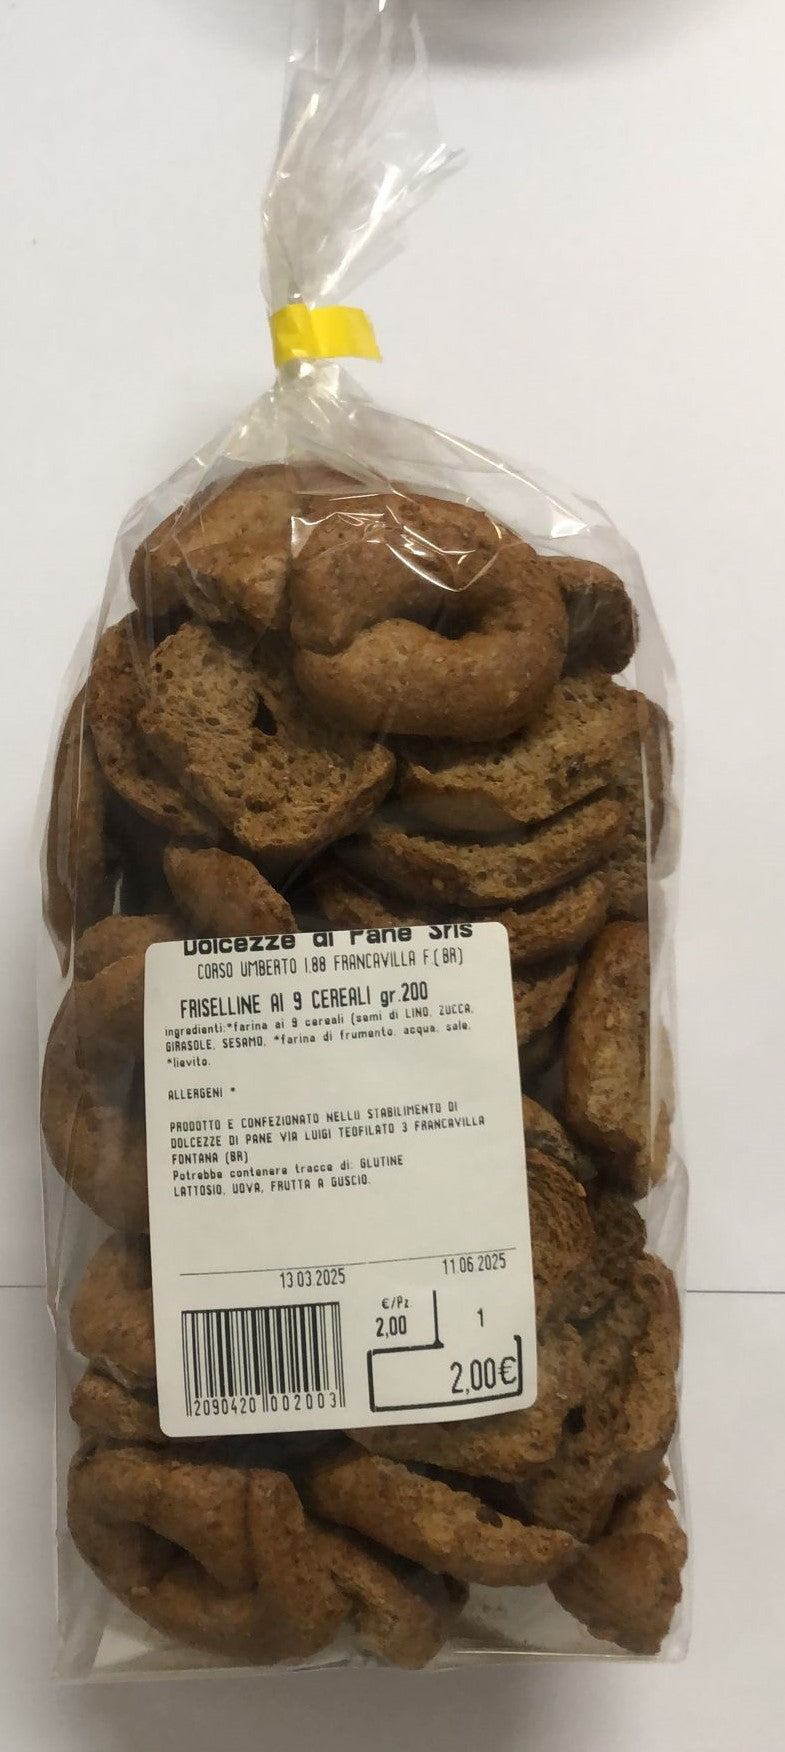 Dolcezze di Pane Srls
CORSO UMBERTO I,88 FRANCAVILLA F.(BR)
FRISELLINE AI 9 CEREALI gr.200
ingredienti:*farina ai 9 cereali (semi di LINO, ZUCCA,
GIRASOLE, SESAMO, *farina di frumento, acqua, sale,
*lievito.
ALLERGENI *
PRODOTTO E CONFEZIONATO NELLO STABILIMENTO DI
DOLCEZZE DI PANE VIA LUIGI TEOFILATO 3 FRANCAVILLA
FONTANA (BR)
Potrebbe contenere tracce di: GLUTINE
LATTOSIO, UOVA, FRUTTA A GUSCIO.
13.03.2025 11.06.2025
€/Pz
2,00 1
2,00€
2090420 002003